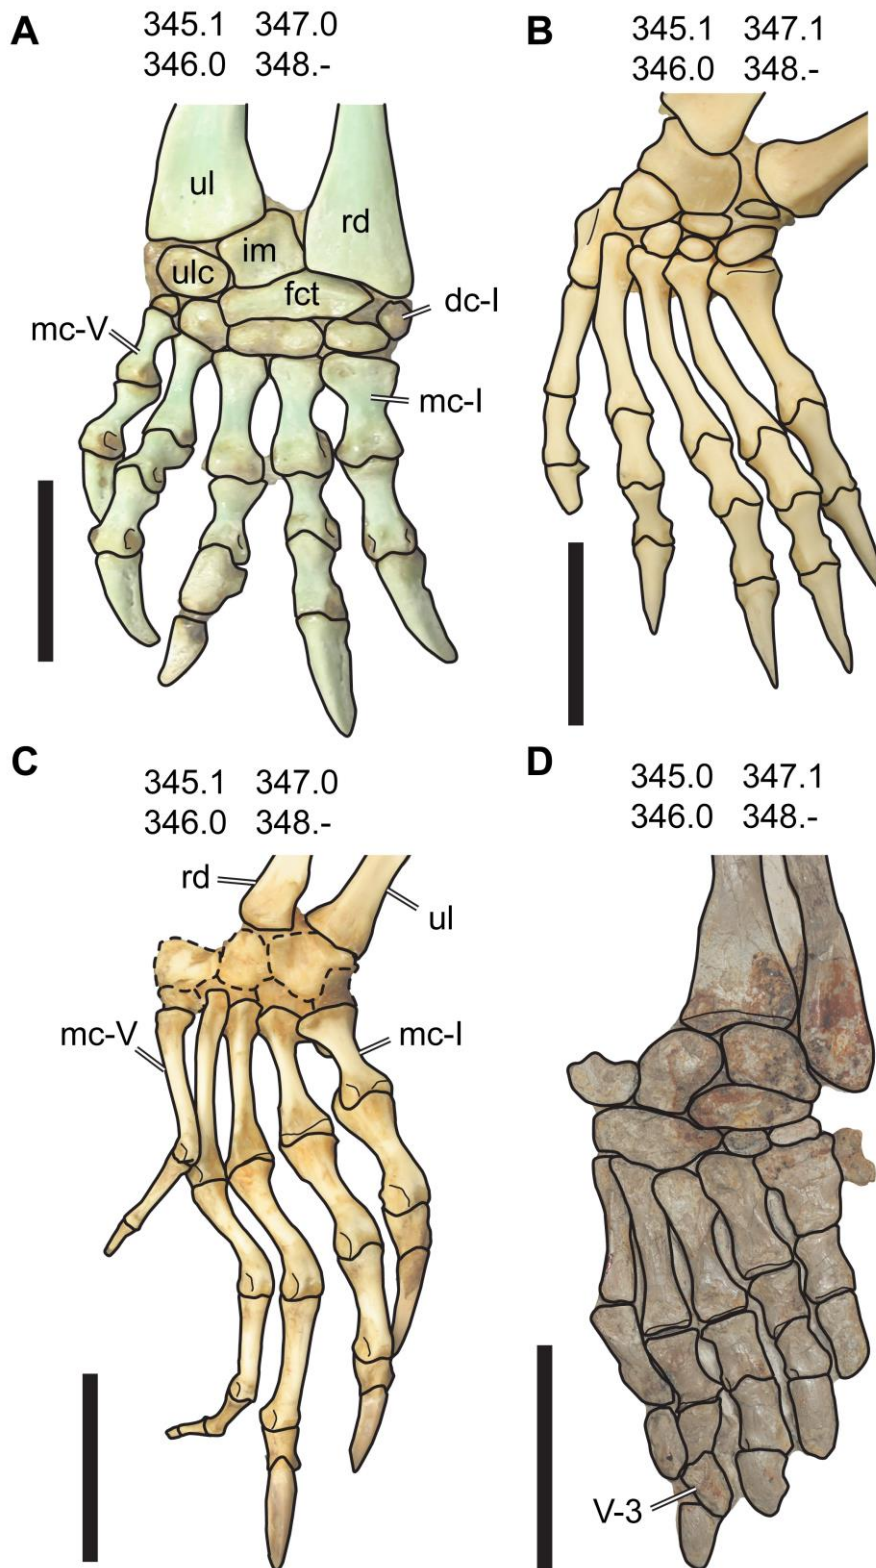 A
345.1 347.0
346.0 348.-
ul
rd
im
ulc
fct
dc-I
mc-V
mc-I
B
345.1 347.1
346.0 348.-
C
345.1 347.0
346.0 348.-
rd
ul
mc-V
mc-I
D
345.0 347.1
346.0 348.-
V-3